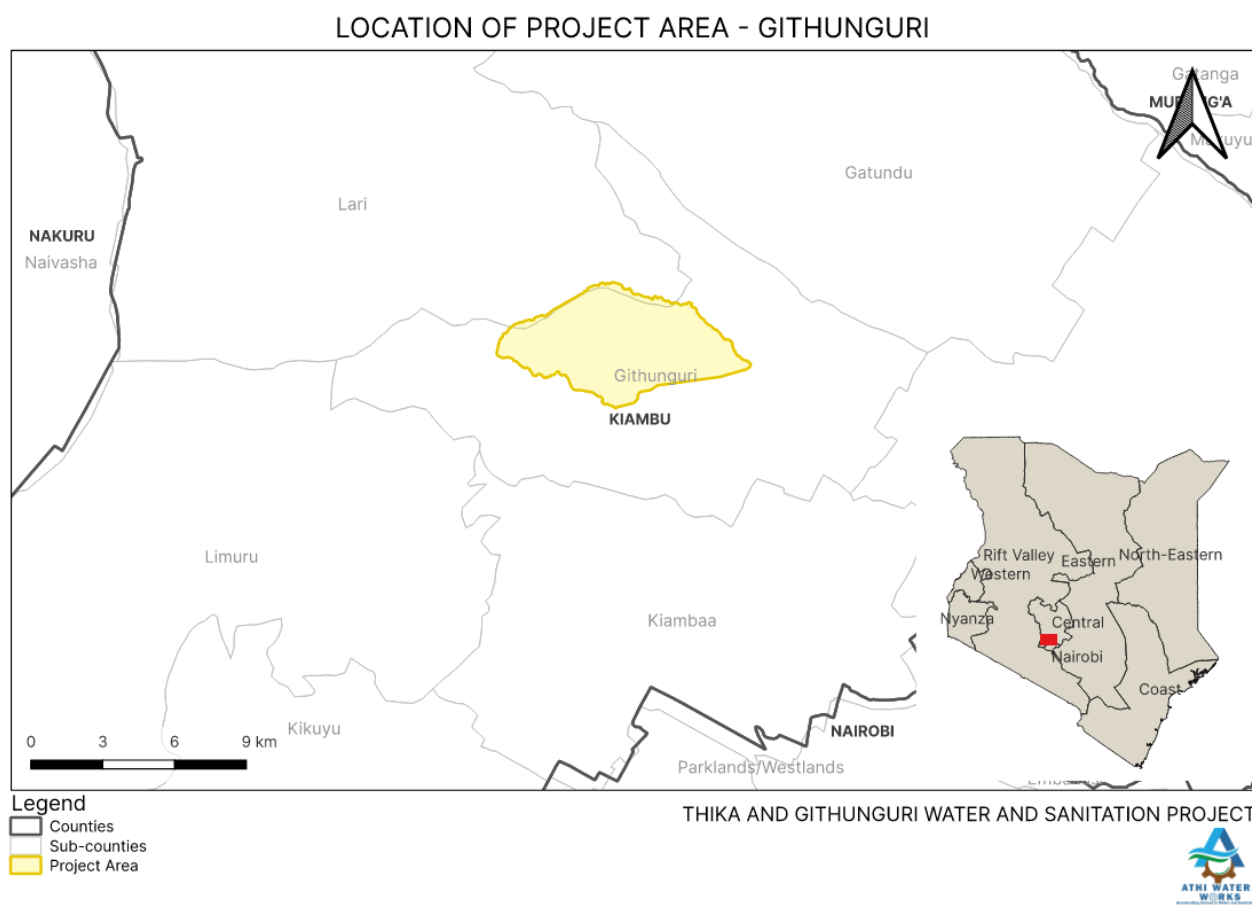 LOCATION OF PROJECT AREA - GITHUNGURI
Gatanga
Lari
Gatundu
NAKURU
Naivasha
Githunguri
KIAMBU
Limuru
Kiambaa
Kikuyu
NAIROBI
Parklands/Westlands
Rift Valley
Eastern
North-Eastern
Western
Nyanza
Central
Nairobi
Coast
0 3 6 9 km
Legend
Counties
Sub-counties
Project Area
THIKA AND GITHUNGURI WATER AND SANITATION PROJECT
ATHI WATER
WORKS